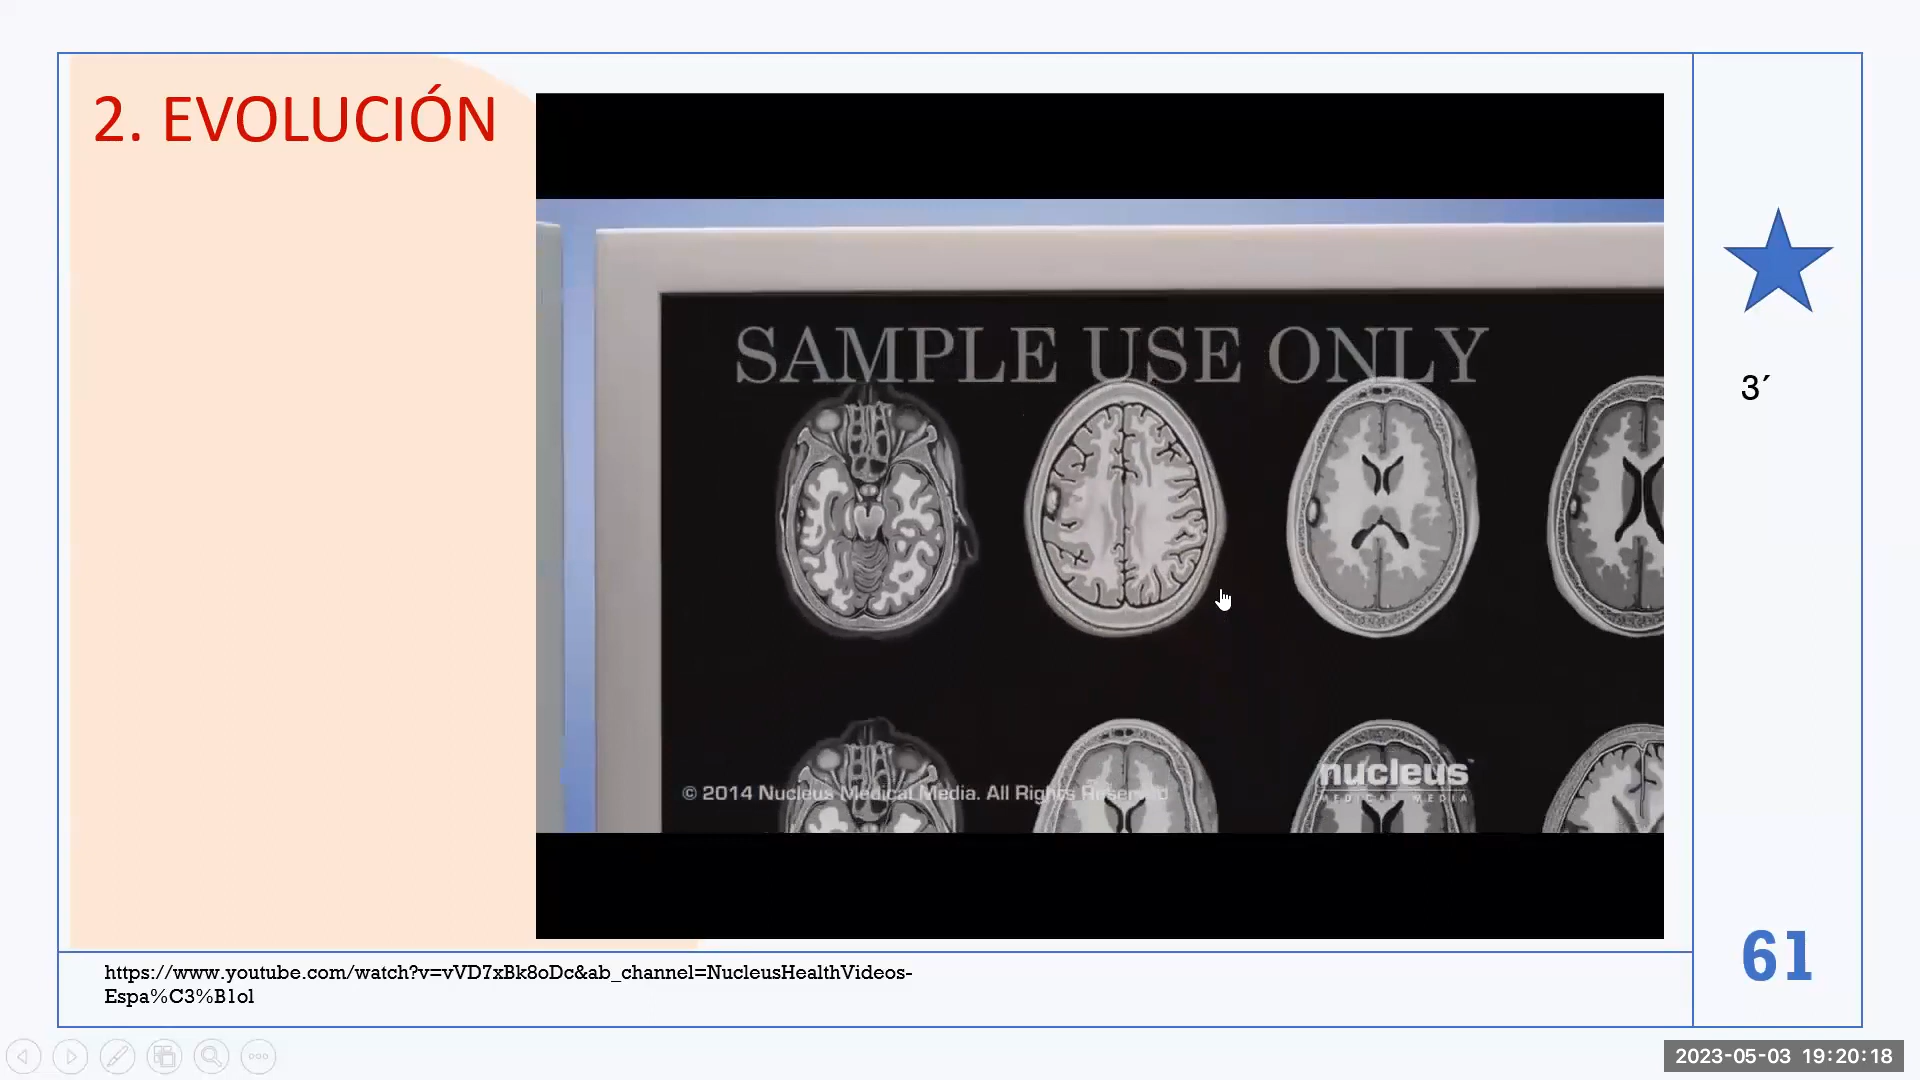 2. EVOLUCIÓN
SAMPLE USE ONLY
3´
© 2014 Nucleus Medical Media. All Rights Reserved
nucleus
MEDICAL MEDIA
61
https://www.youtube.com/watch?v=vVD7xBk8oDc&ab_channel=NucleusHealthVideos-
Espa%C3%B1ol
2023-05-03 19:20:18